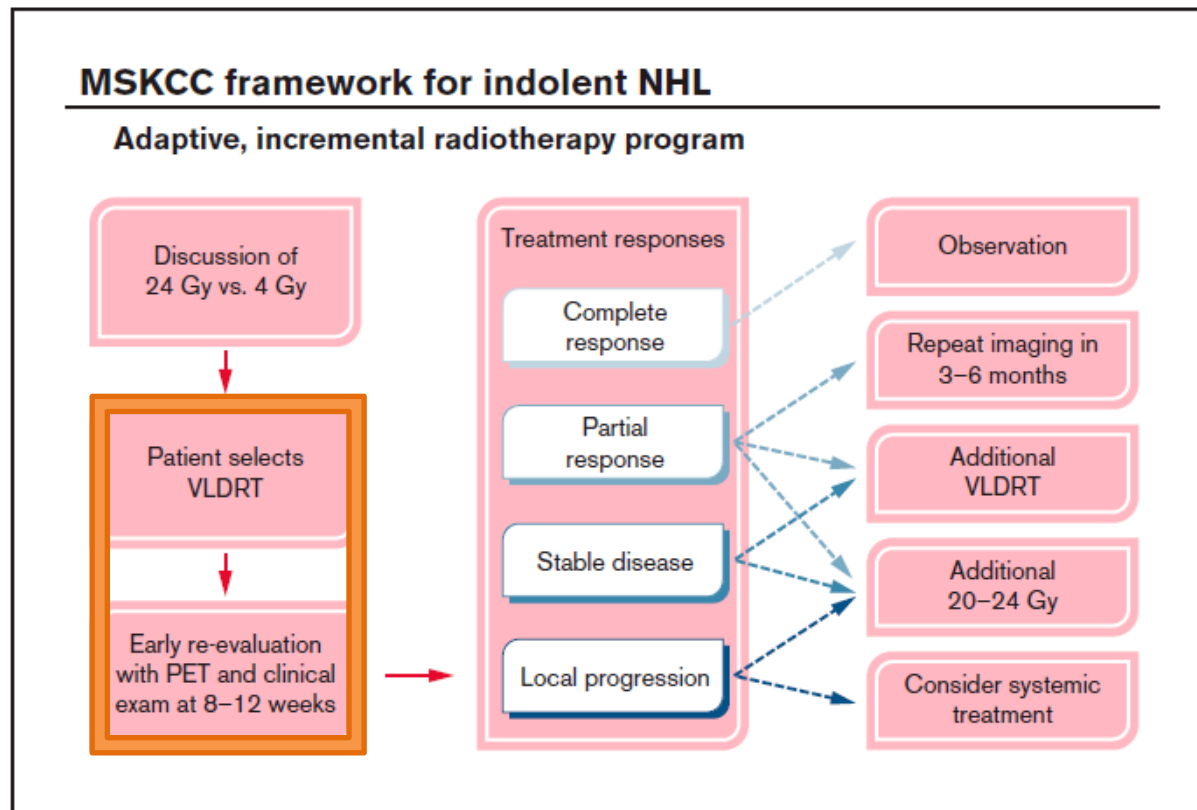 MSKCC framework for indolent NHL
Adaptive, incremental radiotherapy program
Discussion of
24 Gy vs. 4 Gy
Patient selects
VLDRT
Early re-evaluation
with PET and clinical
exam at 8–12 weeks
Treatment responses
Complete
response
Partial
response
Stable disease
Local progression
Observation
Repeat imaging in
3–6 months
Additional
VLDRT
Additional
20–24 Gy
Consider systemic
treatment